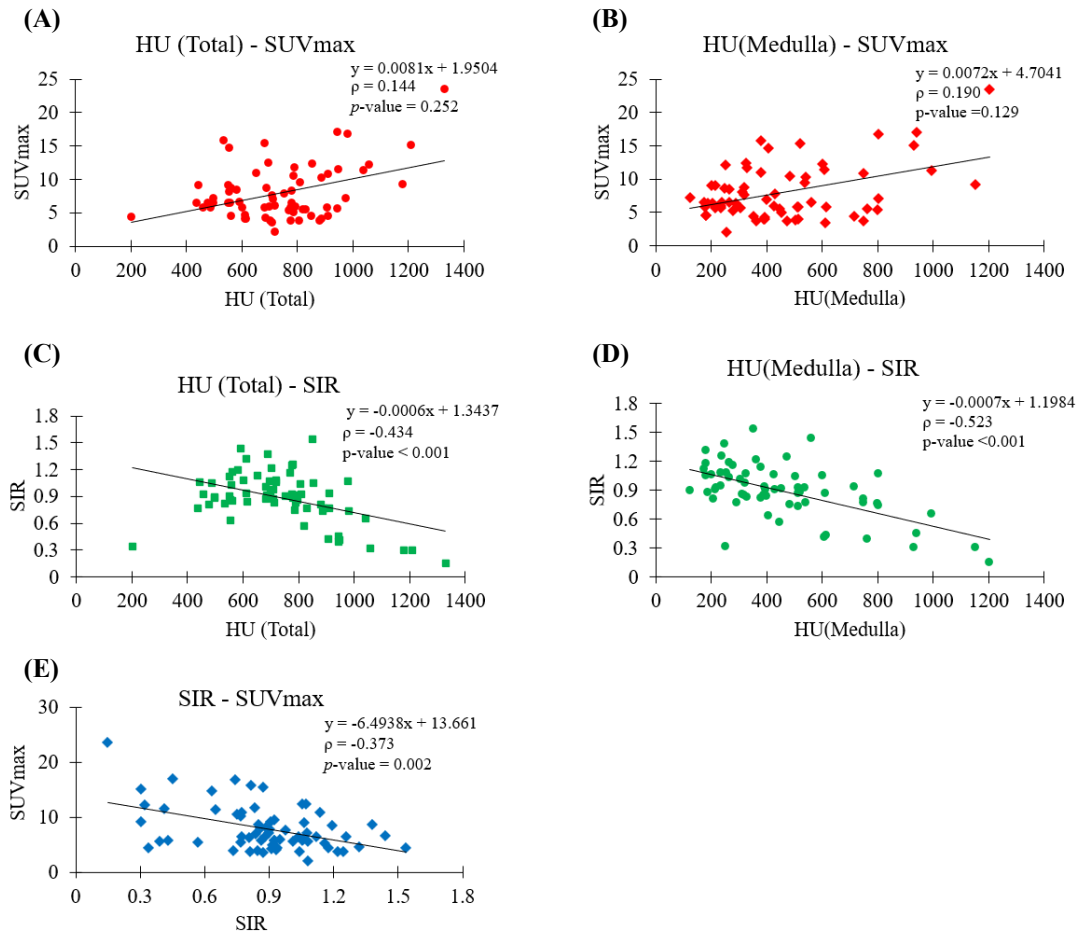 (A)
HU (Total) - SUVmax
y = 0.0081x + 1.9504
ρ = 0.144
p-value = 0.252
25
20
15
10
5
0
SUVmax
0 200 400 600 800 1000 1200 1400
HU (Total)
(B)
HU(Medulla) - SUVmax
y = 0.0072x + 4.7041
ρ = 0.190
p-value =0.129
25
20
15
10
5
0
SUVmax
0 200 400 600 800 1000 1200 1400
HU(Medulla)
(C)
HU (Total) - SIR
y = -0.0006x + 1.3437
ρ = -0.434
p-value < 0.001
1.8
1.5
1.2
0.9
0.6
0.3
0
SIR
0 200 400 600 800 1000 1200 1400
HU (Total)
(D)
HU(Medulla) - SIR
y = -0.0007x + 1.1984
ρ = -0.523
p-value <0.001
1.8
1.5
1.2
0.9
0.6
0.3
0
SIR
0 200 400 600 800 1000 1200 1400
HU(Medulla)
(E)
SIR - SUVmax
y = -6.4938x + 13.661
ρ = -0.373
p-value = 0.002
30
20
10
0
SUVmax
0 0.3 0.6 0.9 1.2 1.5 1.8
SIR